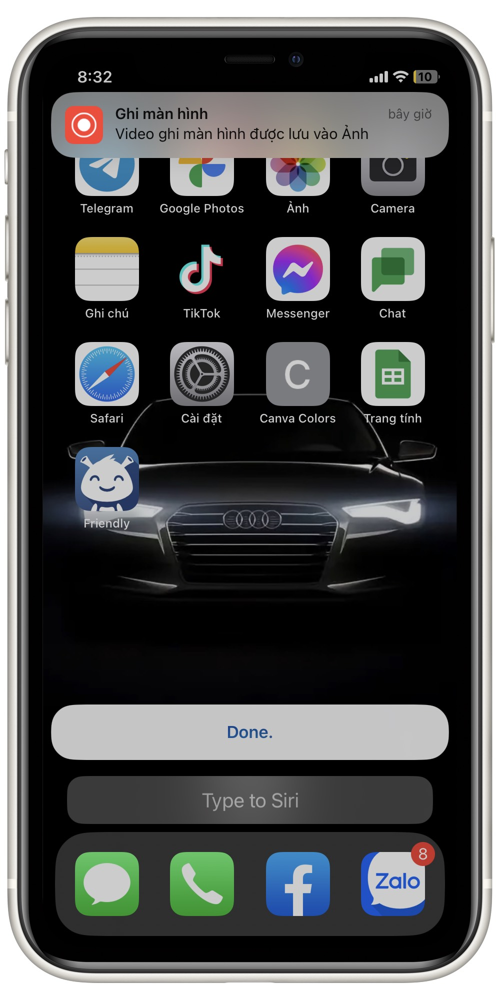 8:32
10
Ghi màn hình
bây giờ
Video ghi màn hình được lưu vào Ảnh
Telegram
Google Photos
Ảnh
Camera
Ghi chú
TikTok
Messenger
Chat
C
Safari
Cài đặt
Canva Colors
Trang tính
Friendly
Done.
Type to Siri
8
Zalo